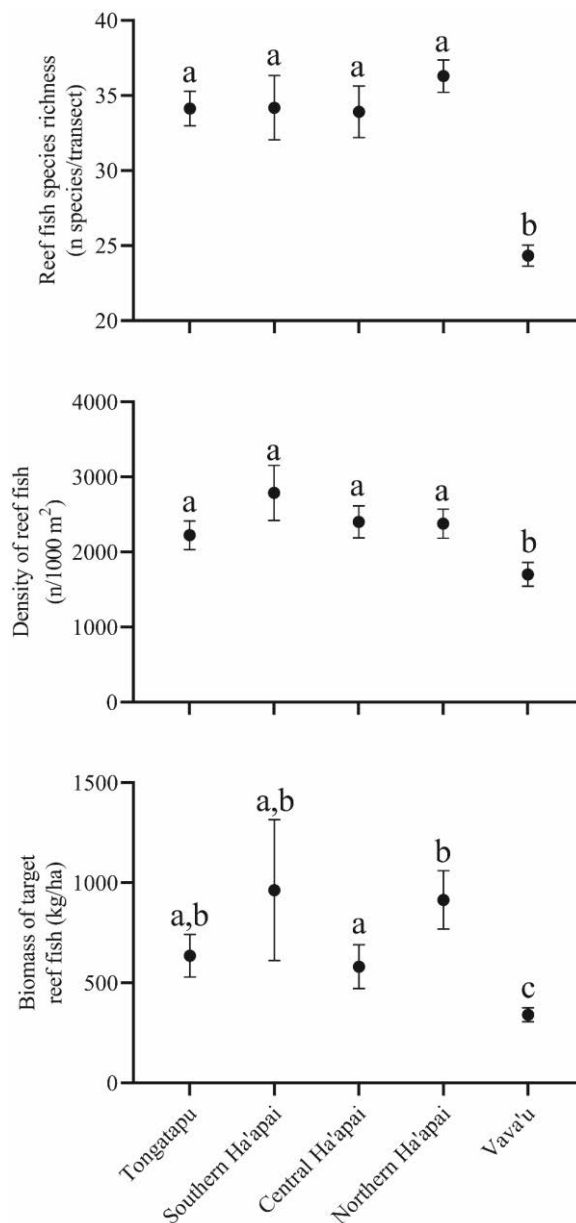 Reef fish species richness
(n species/transect)
40
35
30
25
20
a
a
a
a
b
Density of reef fish
(n/1000 m²)
4000
3000
2000
1000
0
a
a
a
a
b
Biomass of target
reef fish (kg/ha)
1500
1000
500
0
a,b
a,b
a
b
c
Tongatapu
Southern Ha'apai
Central Ha'apai
Northern Ha'apai
Vava'u